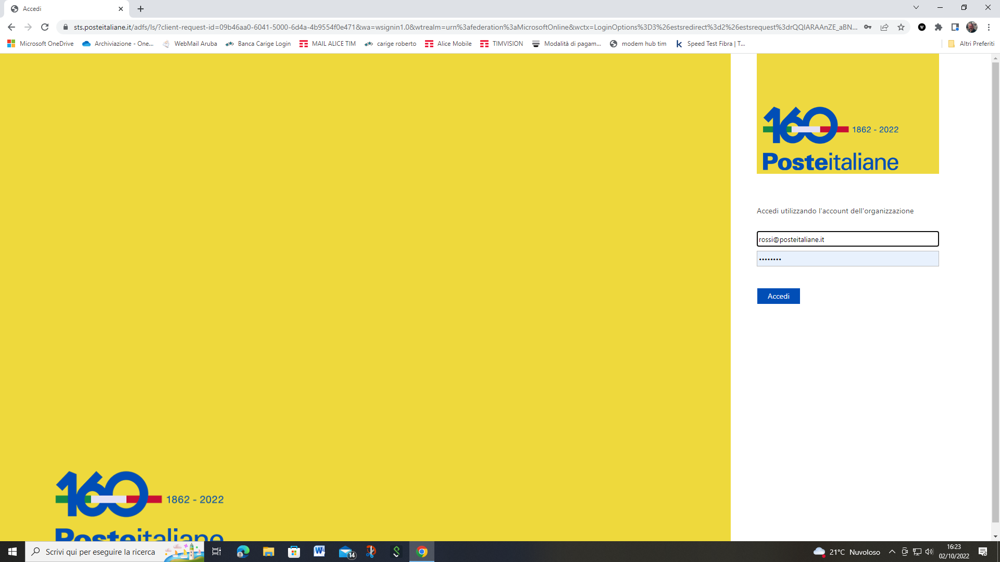 Accedi
sts.posteitaliane.it/adfs/ls/?client-request-id=09b46aa0-6041-5000-6d4a-4b9554f0e471&wa=wsignin1.0&wtrealm=urn%3afederation%3aMicrosoftOnline&wctx=LoginOptions%3D3%26estsredirect%3d2%26estsrequest%3drQQIARAAnZE_aBN...
Microsoft OneDrive
Archiviazione - One...
WebMail Aruba
Banca Carige Login
MAIL ALICE TIM
carige roberto
Alice Mobile
TIMVISION
Modalità di pagam...
modem hub tim
Speed Test Fibra | T...
Altri Preferiti
160 1862 - 2022
Posteitaliane
Accedi utilizzando l'account dell'organizzazione
rossi@posteitaliane.it
••••••••
Accedi
160 1862 - 2022
Posteitaliane
Scrivi qui per eseguire la ricerca
14
21°C Nuvoloso
16:23
02/10/2022